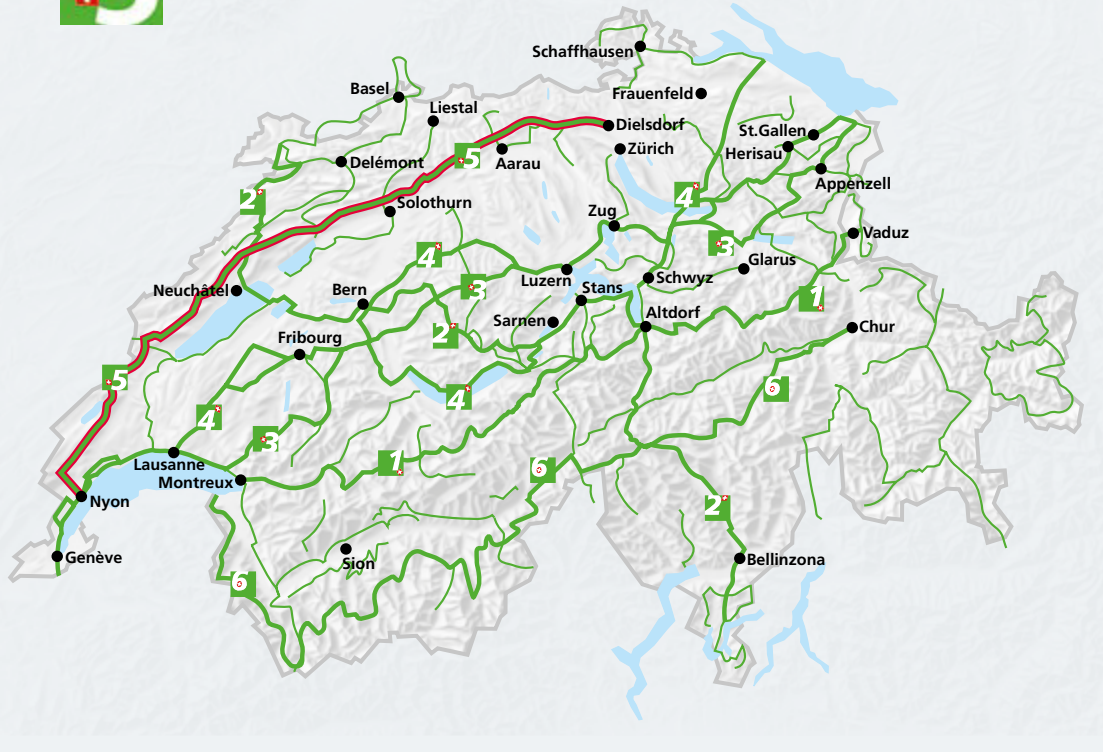 5
Schaffhausen
Basel
Frauenfeld
Liestal
Dielsdorf
St.Gallen
Zürich
Herisau
5
Aarau
Delémont
Appenzell
2
4
Solothurn
Zug
Vaduz
4
3
Glarus
Luzern
Schwyz
Neuchâtel
Bern
3
Stans
1
Sarnen
Altdorf
Chur
Fribourg
2
5
6
4
4
3
Lausanne
1
6
Montreux
Nyon
2
Genève
Sion
Bellinzona
6